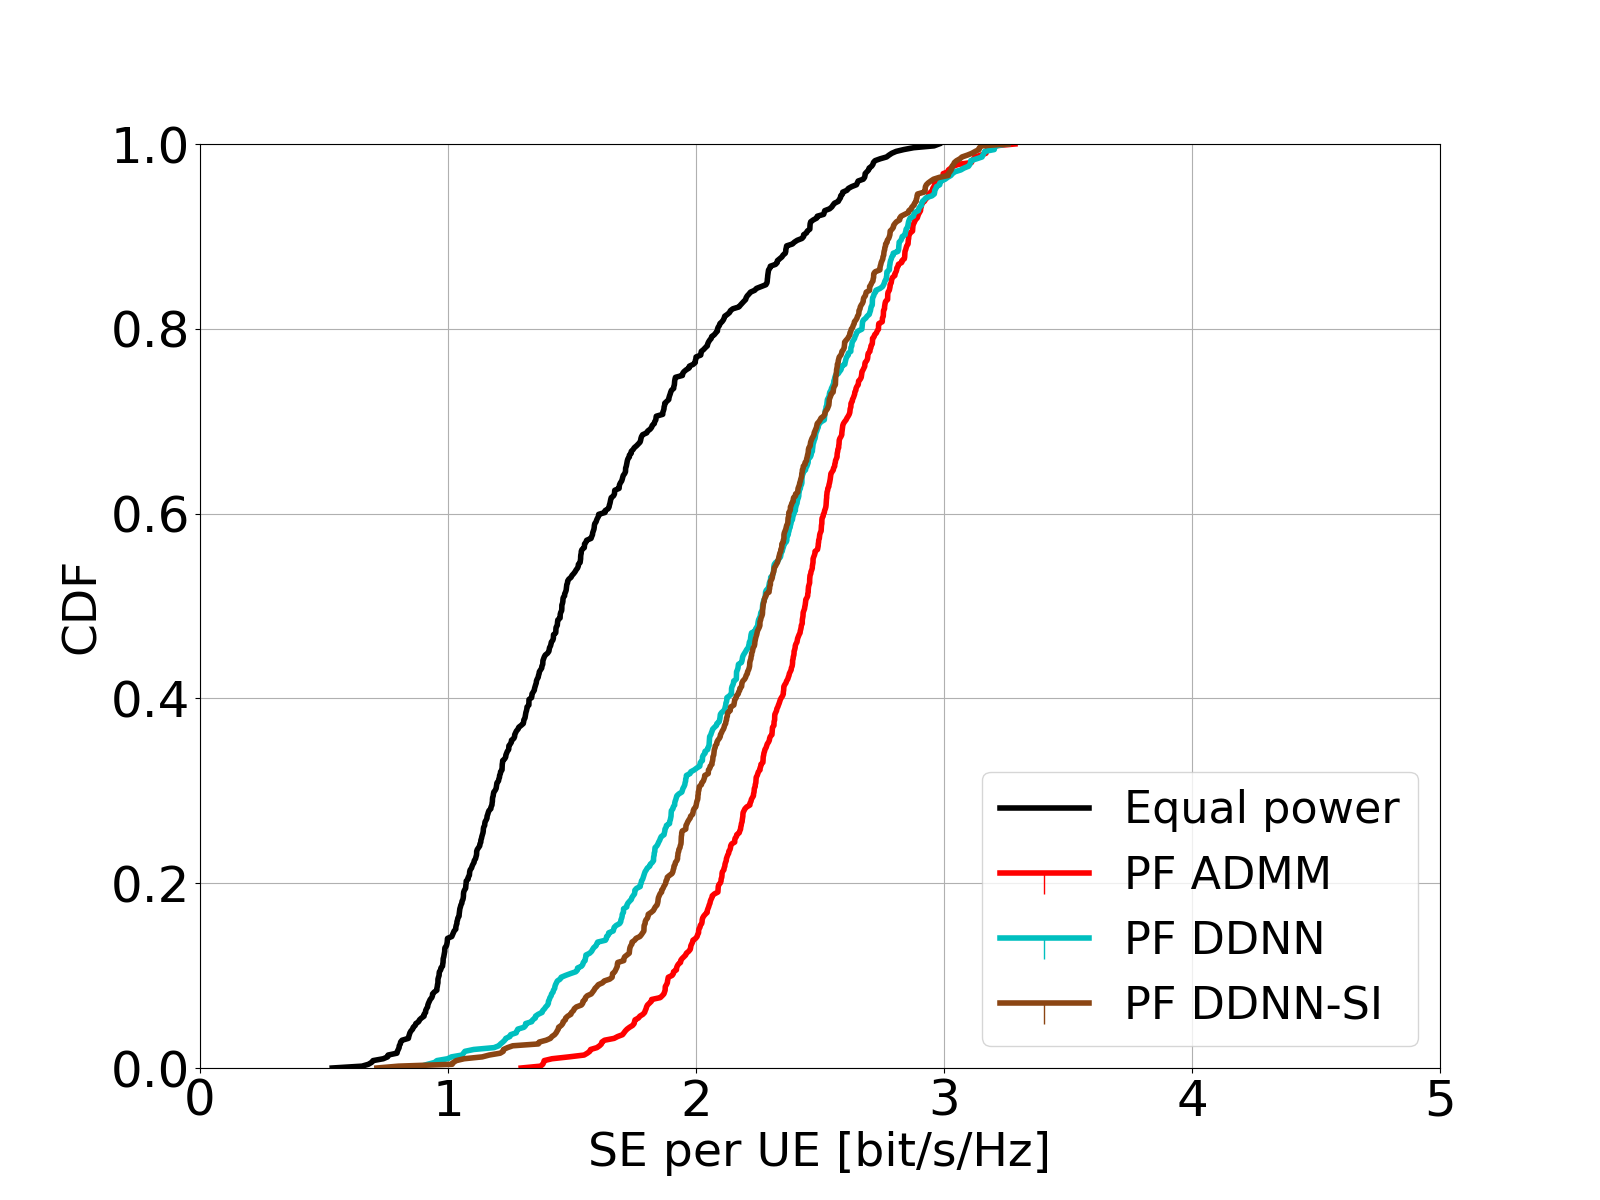 1.0
0.8
0.6
0.4
0.2
0.0
CDF
0 1 2 3 4 5
SE per UE [bit/s/Hz]
Equal power
PF ADMM
PF DDNN
PF DDNN-SI